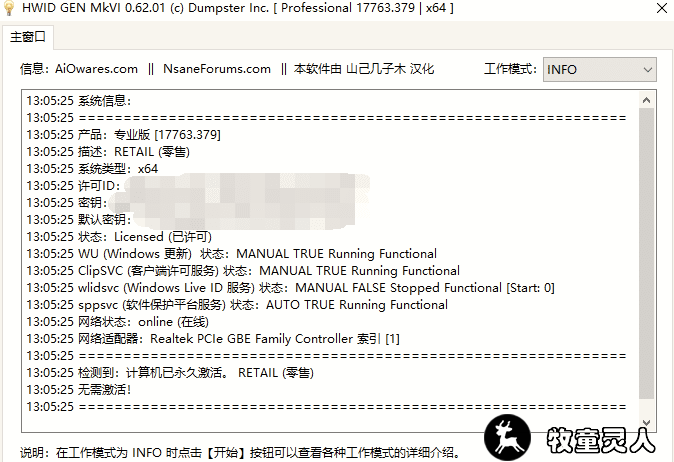 HWID GEN MkVI 0.62.01 (c) Dumpster Inc. [ Professional 17763.379 | x64 ]
主窗口
信息：AiOwares.com || NsaneForums.com || 本软件由 山己几子木 汉化 工作模式： INFO
13:05:25 系统信息：
13:05:25 ================================================================
13:05:25 产品：专业版 [17763.379]
13:05:25 描述：RETAIL (零售)
13:05:25 系统类型：x64
13:05:25 许可ID：
13:05:25 密钥：
13:05:25 默认密钥：
13:05:25 状态：Licensed (已许可)
13:05:25 WU (Windows 更新) 状态：MANUAL TRUE Running Functional
13:05:25 ClipSVC (客户端许可服务) 状态：MANUAL TRUE Running Functional
13:05:25 wlidsvc (Windows Live ID 服务) 状态：MANUAL FALSE Stopped Functional [Start: 0]
13:05:25 sppsvc (软件保护平台服务) 状态：AUTO TRUE Running Functional
13:05:25 网络状态：online (在线)
13:05:25 网络适配器：Realtek PCIe GBE Family Controller 索引 [1]
13:05:25 ================================================================
13:05:25 检测到：计算机已永久激活。 RETAIL (零售)
13:05:25 无需激活！
13:05:25 ================================================================
说明：在工作模式为 INFO 时点击【开始】按钮可以查看各种工作模式的详细介绍。
牧童灵人